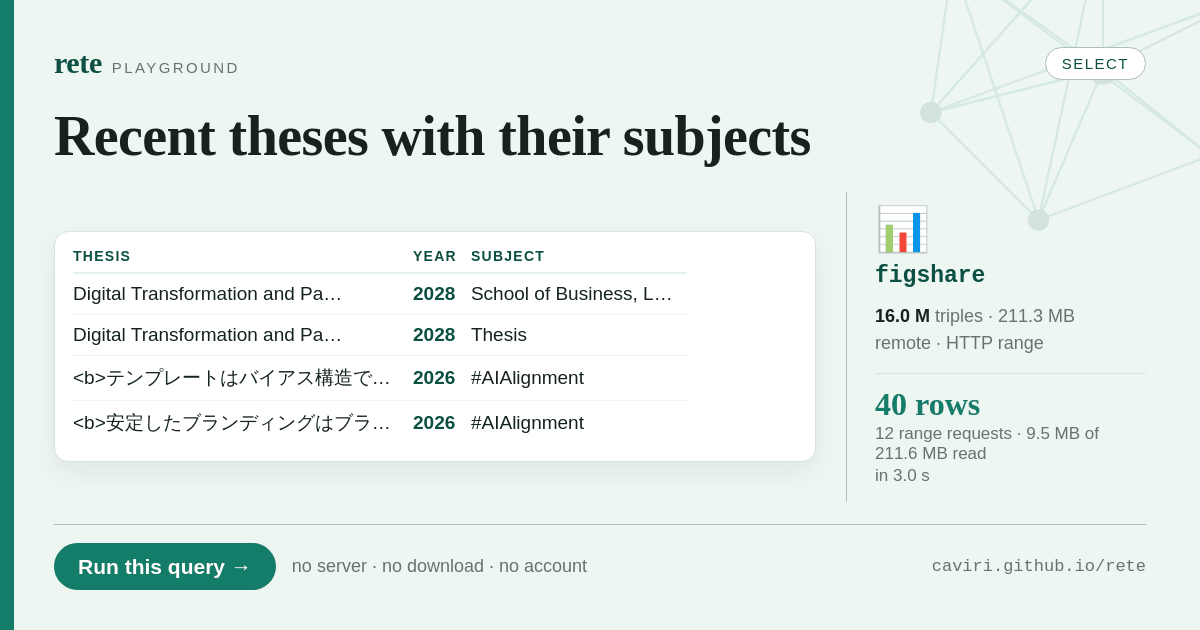 rete PLAYGROUND
SELECT
Recent theses with their subjects
THESIS YEAR SUBJECT
Digital Transformation and Pa… 2028 School of Business, L…
Digital Transformation and Pa… 2028 Thesis
<b>テンプレートはバイアス構造で… 2026 #AIAlignment
<b>安定したブランディングはブラ… 2026 #AIAlignment
figshare
16.0 M triples · 211.3 MB
remote · HTTP range
40 rows
12 range requests · 9.5 MB of
211.6 MB read
in 3.0 s
Run this query →
no server · no download · no account
caviri.github.io/rete